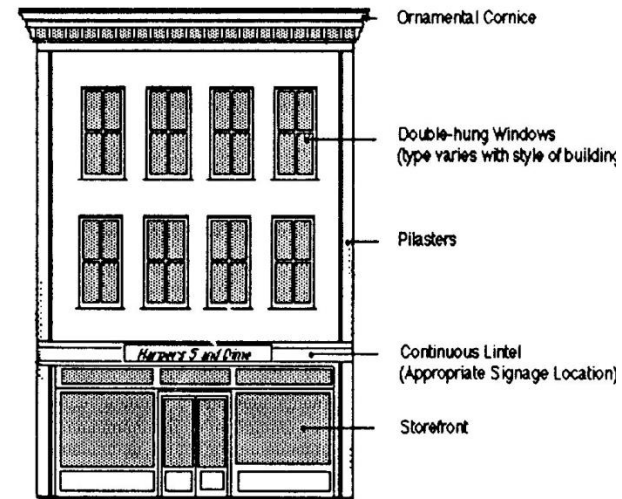 Ornamental Cornice
Double-hung Windows
(type varies with style of building
Pilasters
Harpers 5 and Dime
Continuous Lintel
(Appropriate Signage Location)
Storefront